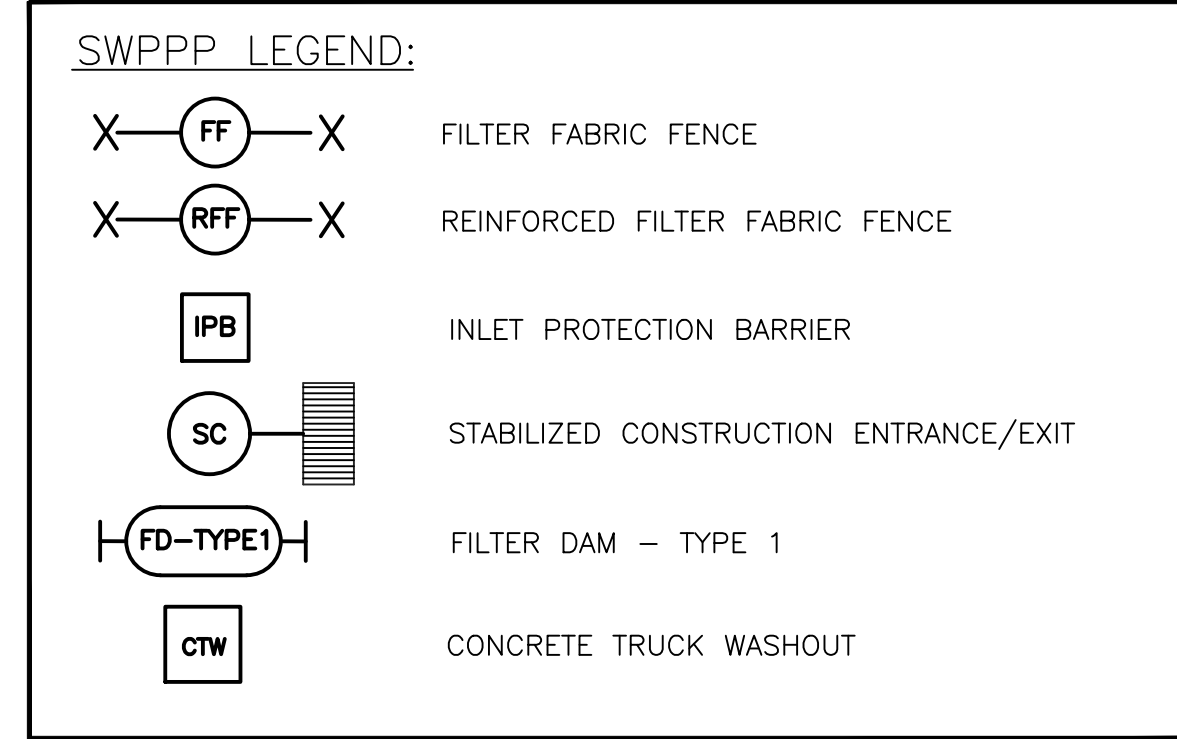 SWPPP LEGEND:
X FF X FILTER FABRIC FENCE
X RFF X REINFORCED FILTER FABRIC FENCE
IPB INLET PROTECTION BARRIER
SC STABILIZED CONSTRUCTION ENTRANCE/EXIT
FD-TYPE1 FILTER DAM - TYPE 1
CTW CONCRETE TRUCK WASHOUT